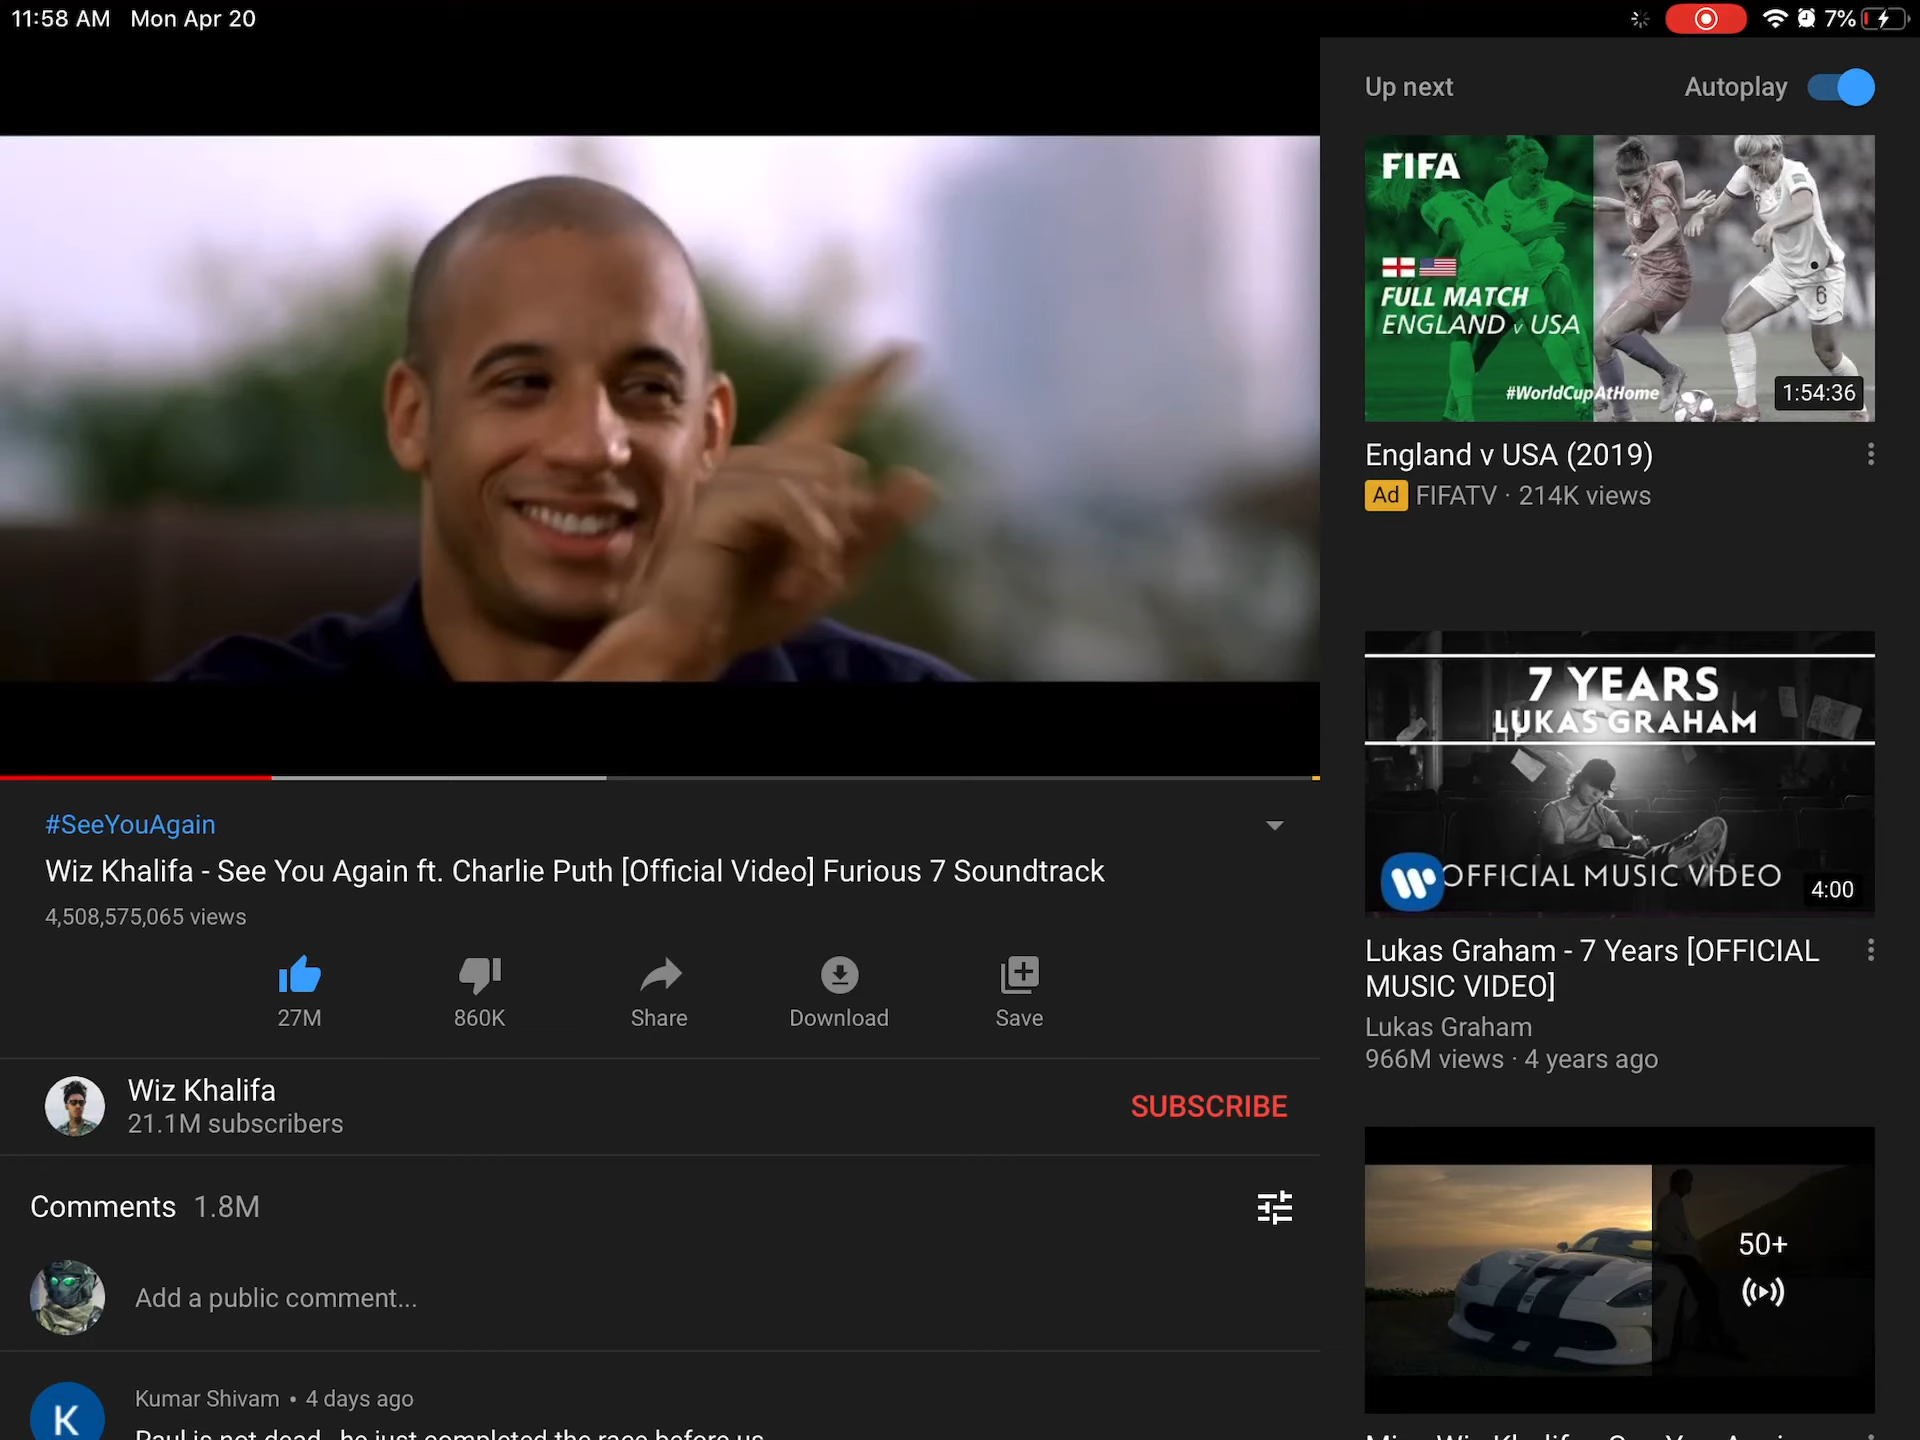 11:58 AM Mon Apr 20
7%
Up next
Autoplay
FIFA
FULL MATCH
ENGLAND v USA
6
#WorldCupAtHome
1:54:36
England v USA (2019)
Ad FIFATV · 214K views
7 YEARS
LUKAS GRAHAM
OFFICIAL MUSIC VIDEO
4:00
Lukas Graham - 7 Years [OFFICIAL
MUSIC VIDEO]
Lukas Graham
966M views · 4 years ago
50+
#SeeYouAgain
Wiz Khalifa - See You Again ft. Charlie Puth [Official Video] Furious 7 Soundtrack
4,508,575,065 views
27M
860K
Share
Download
Save
Wiz Khalifa
21.1M subscribers
SUBSCRIBE
Comments 1.8M
Add a public comment...
K
Kumar Shivam • 4 days ago
Paul is not dead.. he just completed the race before us